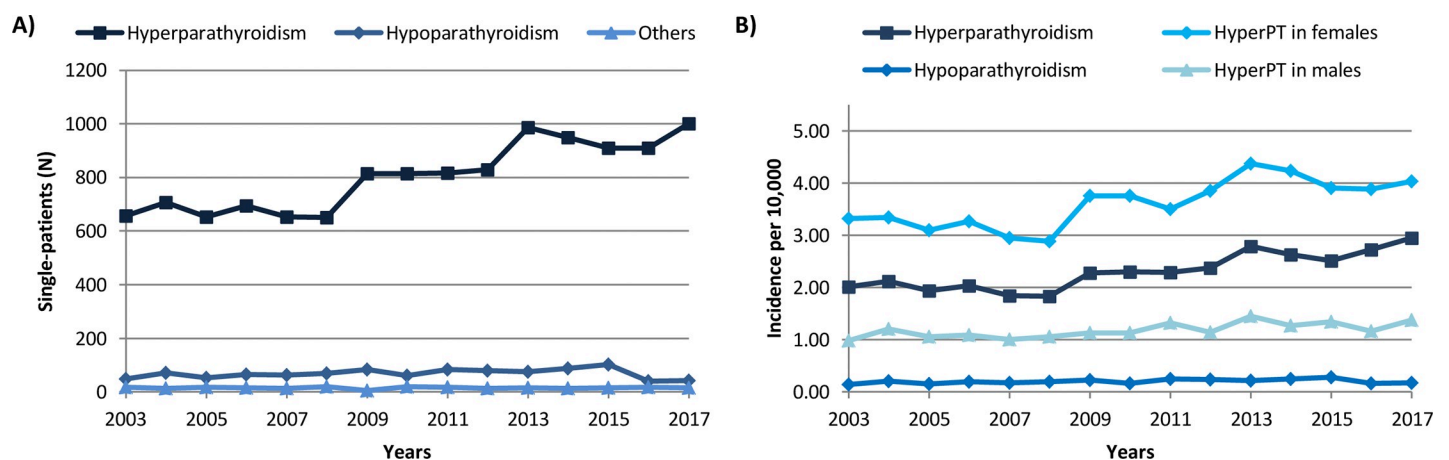 A)
Hyperparathyroidism Hypoparathyroidism Others
1200
1000
800
600
400
200
0
Single-patients (N)
2003 2005 2007 2009 2011 2013 2015 2017
Years
B)
Hyperparathyroidism HyperPT in females
Hypoparathyroidism HyperPT in males
5.00
4.00
3.00
2.00
1.00
0.00
Incidence per 10,000
2003 2005 2007 2009 2011 2013 2015 2017
Years